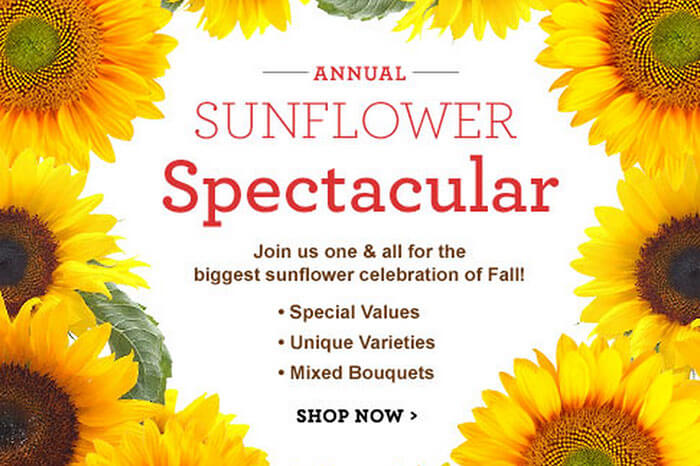 ANNUAL
SUNFLOWER
Spectacular
Join us one & all for the
biggest sunflower celebration of Fall!
• Special Values
• Unique Varieties
• Mixed Bouquets
SHOP NOW >